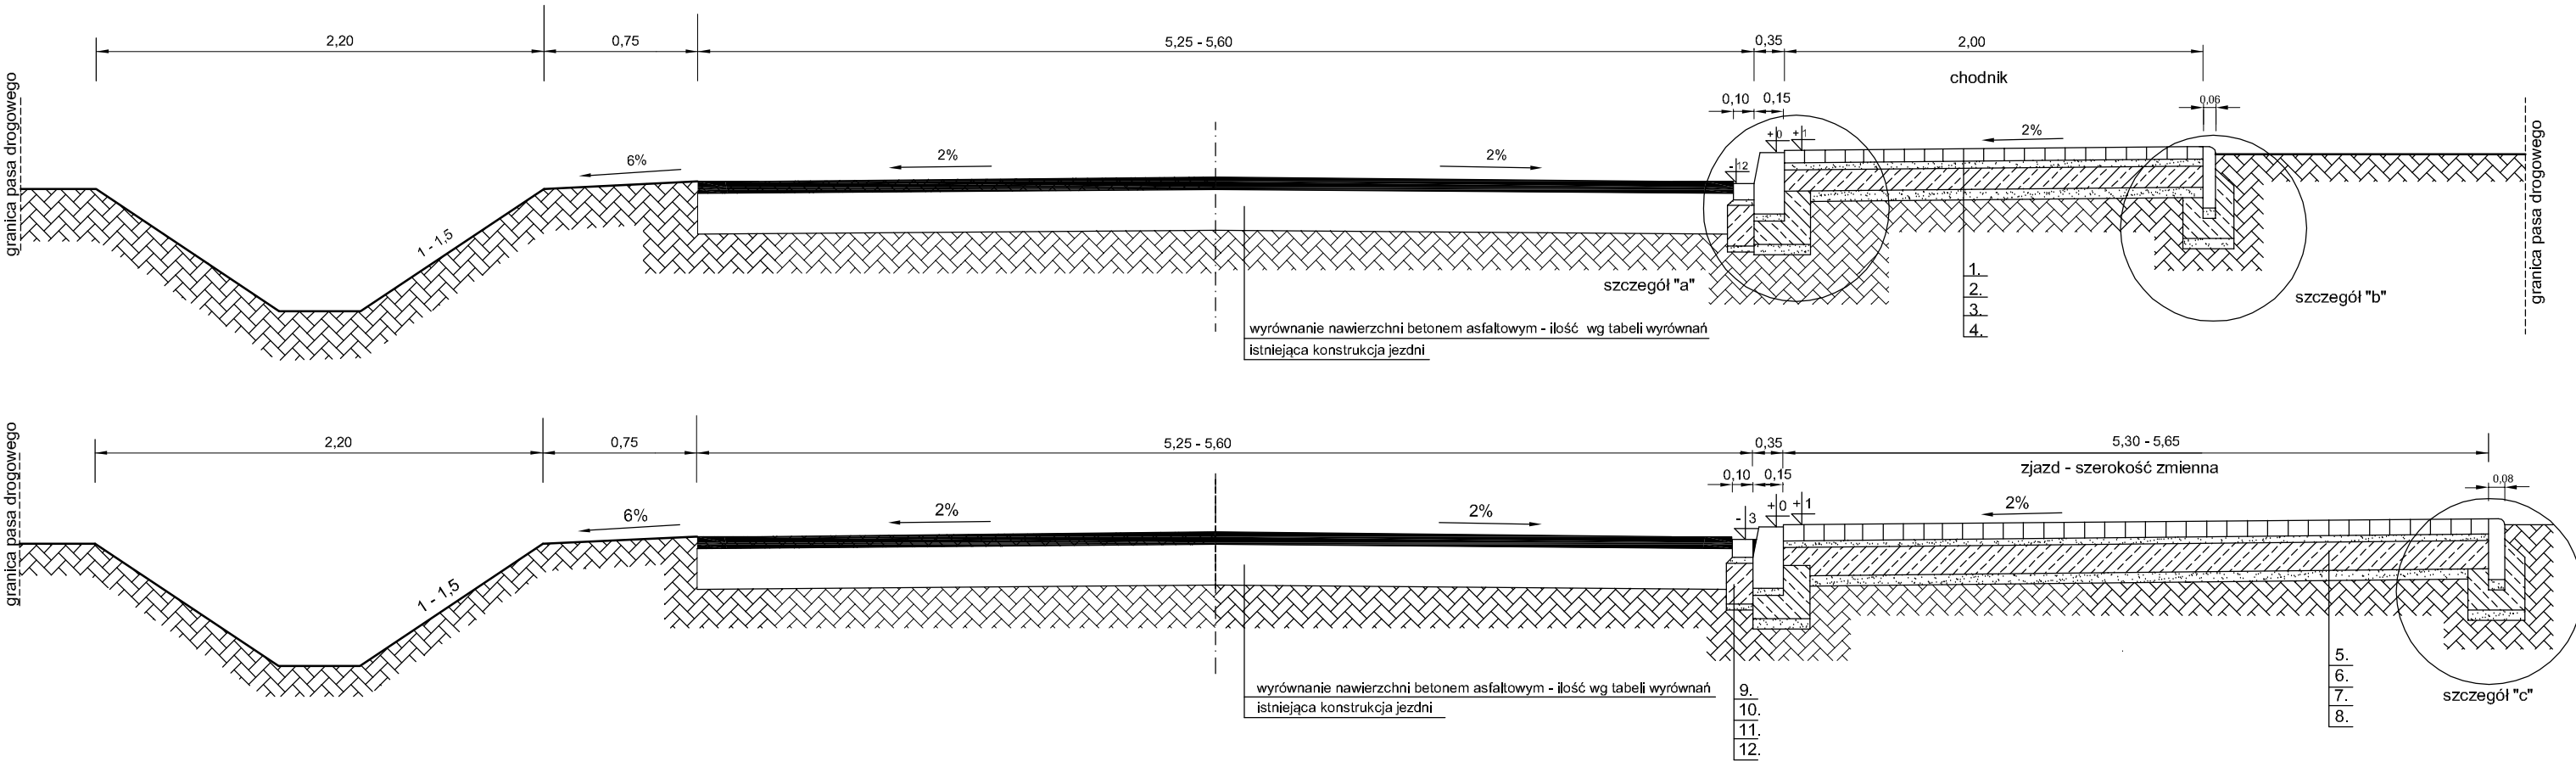 2,20
0,75
5,25 - 5,60
0,35
2,00
chodnik
granica pasa drogowego
0,10
0,15
0,06
+0
+1
- 12
6%
2%
2%
2%
1 - 1,5
szczegół "a"
szczegół "b"
1.
2.
3.
4.
wyrównanie nawierzchni betonem asfaltowym - ilość wg tabeli wyrównań
istniejąca konstrukcja jezdni
granica pasa drogowego
granica pasa drogowego
2,20
0,75
5,25 - 5,60
0,35
5,30 - 5,65
zjazd - szerokość zmienna
0,10
0,15
0,08
+0
+1
- 3
6%
2%
2%
2%
1 - 1,5
wyrównanie nawierzchni betonem asfaltowym - ilość wg tabeli wyrównań
istniejąca konstrukcja jezdni
9.
10.
11.
12.
5.
6.
7.
8.
szczegół "c"